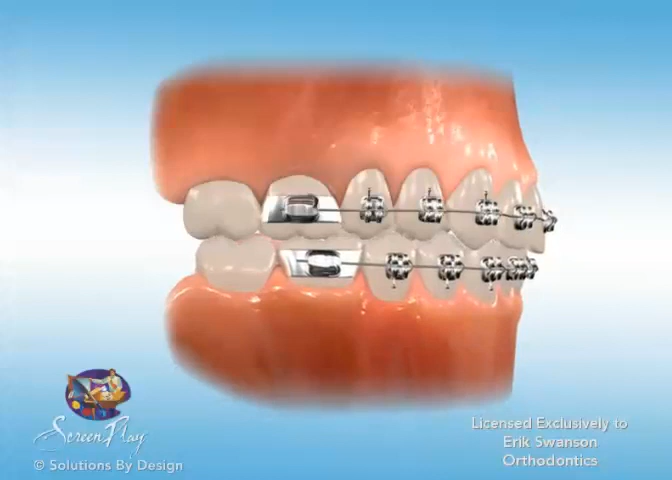 ScreenPlay
© Solutions By Design
Licensed Exclusively to
Erik Swanson
Orthodontics